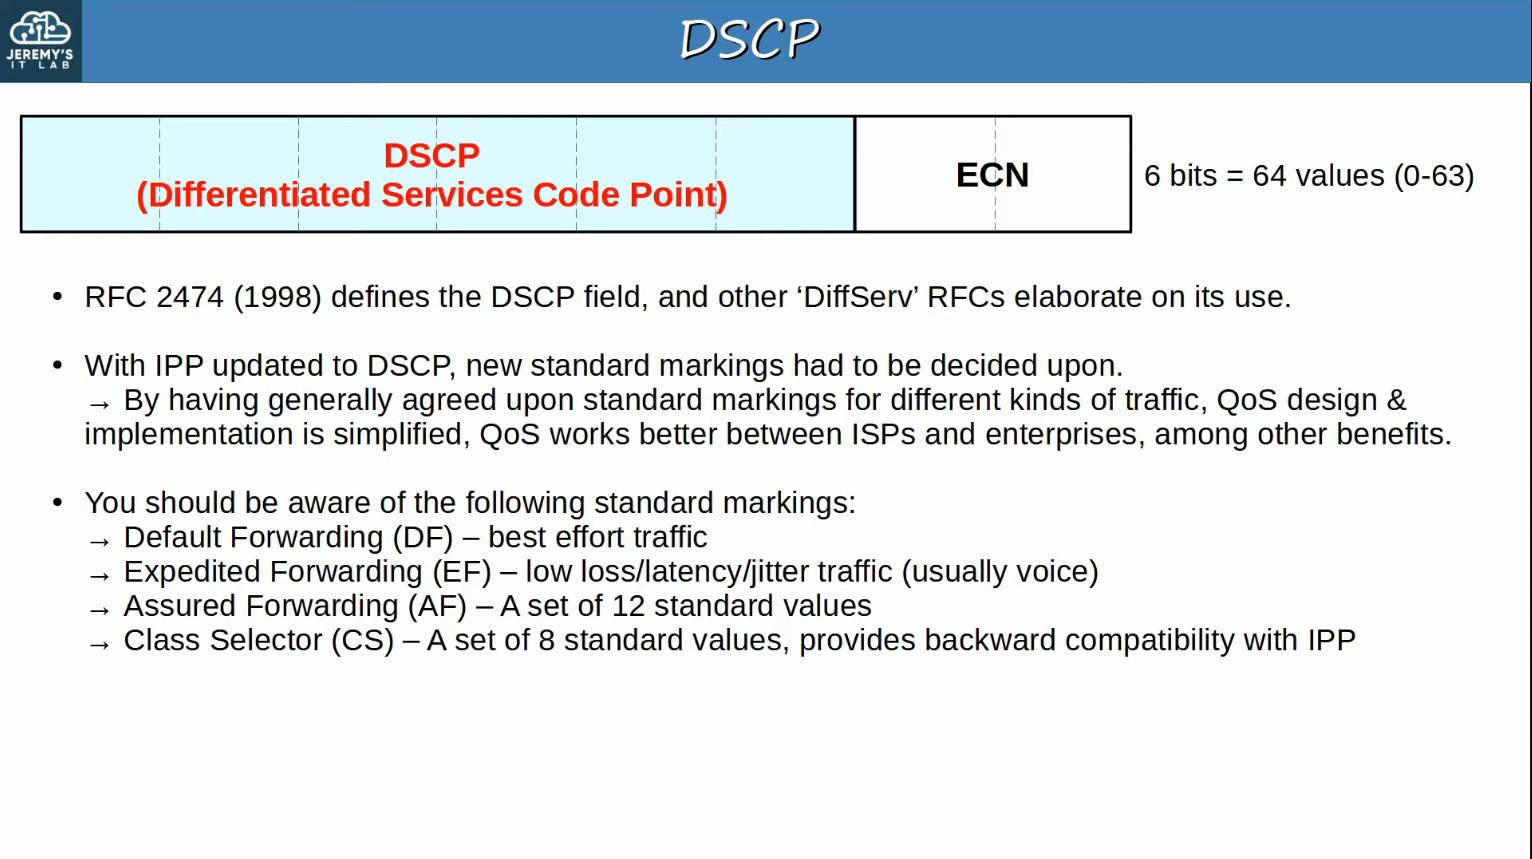 JEREMY'S
IT LAB
DSCP
DSCP
(Differentiated Services Code Point)
ECN
6 bits = 64 values (0-63)
• RFC 2474 (1998) defines the DSCP field, and other ‘DiffServ’ RFCs elaborate on its use.
• With IPP updated to DSCP, new standard markings had to be decided upon.
→ By having generally agreed upon standard markings for different kinds of traffic, QoS design &
implementation is simplified, QoS works better between ISPs and enterprises, among other benefits.
• You should be aware of the following standard markings:
→ Default Forwarding (DF) – best effort traffic
→ Expedited Forwarding (EF) – low loss/latency/jitter traffic (usually voice)
→ Assured Forwarding (AF) – A set of 12 standard values
→ Class Selector (CS) – A set of 8 standard values, provides backward compatibility with IPP